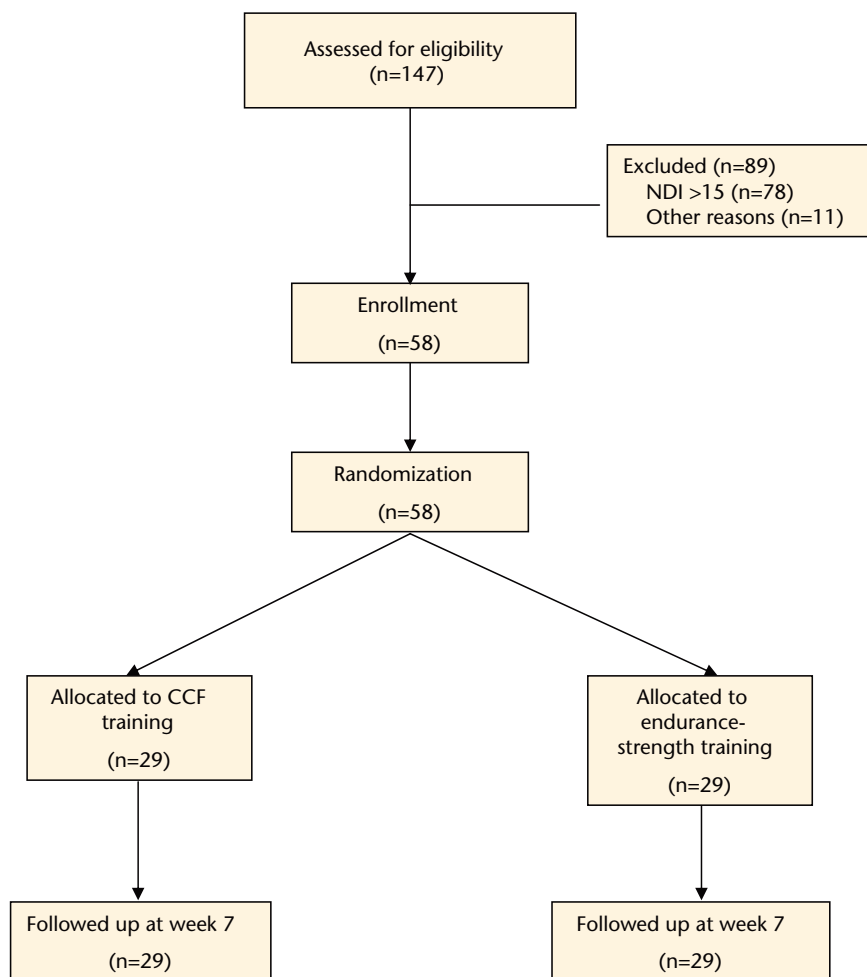 Assessed for eligibility
(n=147)
Excluded (n=89)
NDI >15 (n=78)
Other reasons (n=11)
Enrollment
(n=58)
Randomization
(n=58)
Allocated to CCF
training
(n=29)
Allocated to
endurance-
strength training
(n=29)
Followed up at week 7
(n=29)
Followed up at week 7
(n=29)